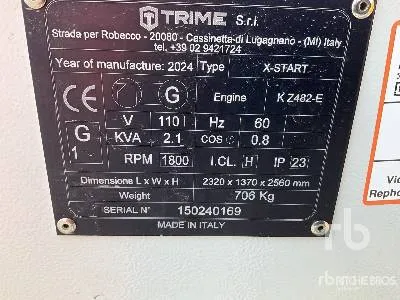 TRIME S.r.l.
Strada per Robecco - 20080 - Cassinetta di Lugagnano - (MI) Italy
tel. +39 02 9421724
Year of manufacture: 2024 Type X-START
CE G Engine KZ482-E
V 110 Hz 60
G KVA 2.1 COS 0.8
1 RPM 1800 I.CL. H IP 23
Dimensions L x W x H 2320 x 1370 x 2560 mm
Weight 706 Kg
SERIAL N° 150240169
MADE IN ITALY
rb
rb RITCHIE BROS.